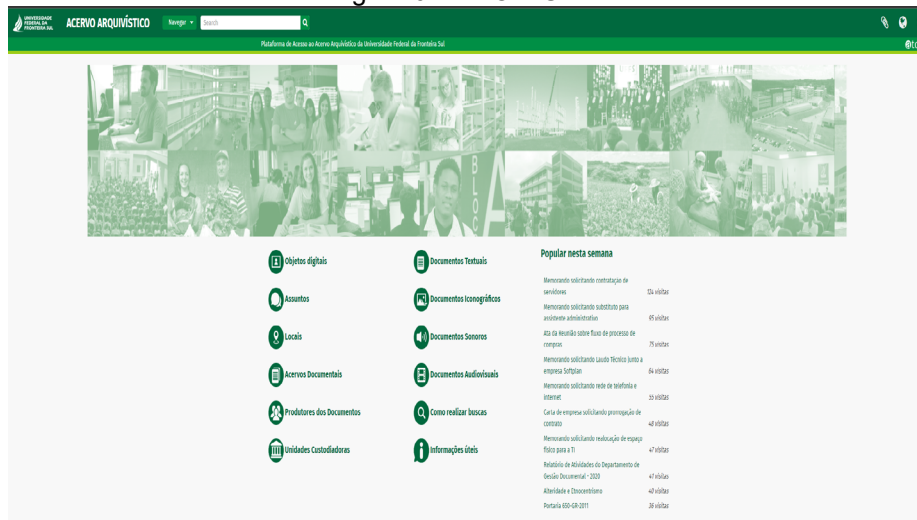 UNIVERSIDADE
FEDERAL DA
FRONTEIRA SUL
ACERVO ARQUIVÍSTICO
Navegar
Search
Plataforma de Acesso ao Acervo Arquivístico da Universidade Federal da Fronteira Sul
BLOC
Objetos digitais
Assuntos
Locais
Acervos Documentais
Produtores dos Documentos
Unidades Custodiadoras
Documentos Textuais
Documentos Iconográficos
Documentos Sonoros
Documentos Audiovisuais
Como realizar buscas
Informações úteis
Popular nesta semana
Memorando solicitando contratação de
servidores visitas
Memorando solicitando substituto para
assistente administrativo 95 visitas
Ata da Reunião sobre fluxo de processo de
compras 75 visitas
Memorando solicitando Laudo Técnico junto a
empresa Softplan 64 visitas
Memorando solicitando rede de telefonia e
internet 55 visitas
Carta de empresa solicitando prorrogação de
contrato 48 visitas
Memorando solicitando realocação de espaço
físico para a TI 47 visitas
Relatório de Atividades do Departamento de
Gestão Documental - 2020 41 visitas
Alteridade e Etnocentrismo 40 visitas
Portaria 650-GR-2011 36 visitas